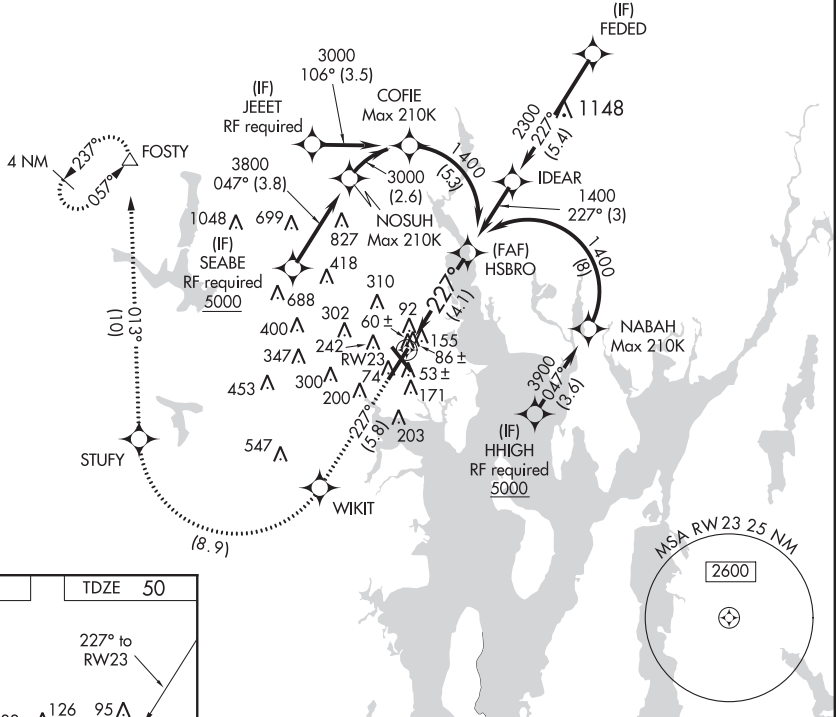 (IF)
FEDED
3000
106° (3.5)
(IF)
JEEET
RF required
COFIE
Max 210K
1148
2300
227°
(5.4)
4 NM
237°
057°
FOSTY
3800
047° (3.8)
1400
(5.3)
IDEAR
3000
(2.6)
1400
227° (3)
NOSUH
Max 210K
1048
699
827
(IF)
SEABE
RF required
5000
418
(FAF)
HSBRO
1400
(8)
688
310
227°
(4.1)
013°
(10)
400
302
60 ±
92
NABAH
Max 210K
242
RW23
155
86 ±
347
300
74
53 ±
3900
047°
(3.6)
453
200
171
227°
(5.8)
203
(IF)
HHIGH
RF required
5000
547
STUFY
WIKIT
(8.9)
MSA RW 23 25 NM
2600
TDZE 50
227° to
RW23
126
95